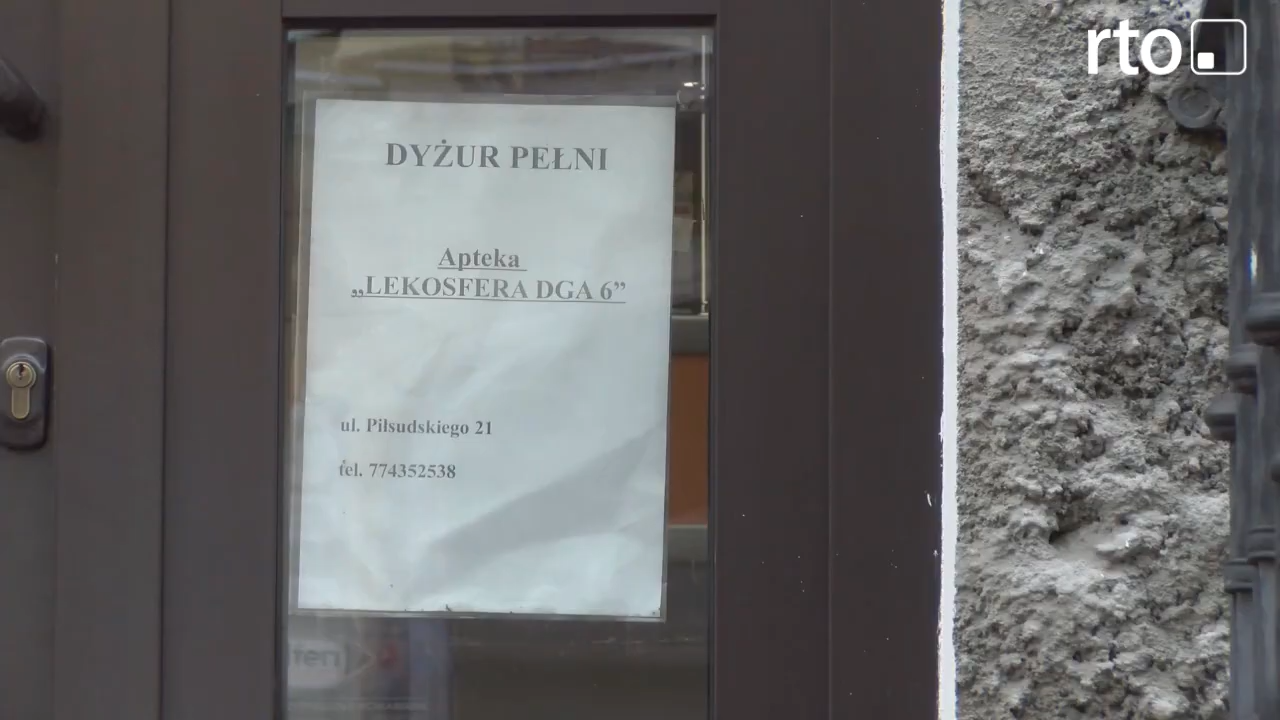 rto
DYŻUR PEŁNI
Apteka
„LEKOSFERA DGA 6”
ul. Piłsudskiego 21
tel. 774352538